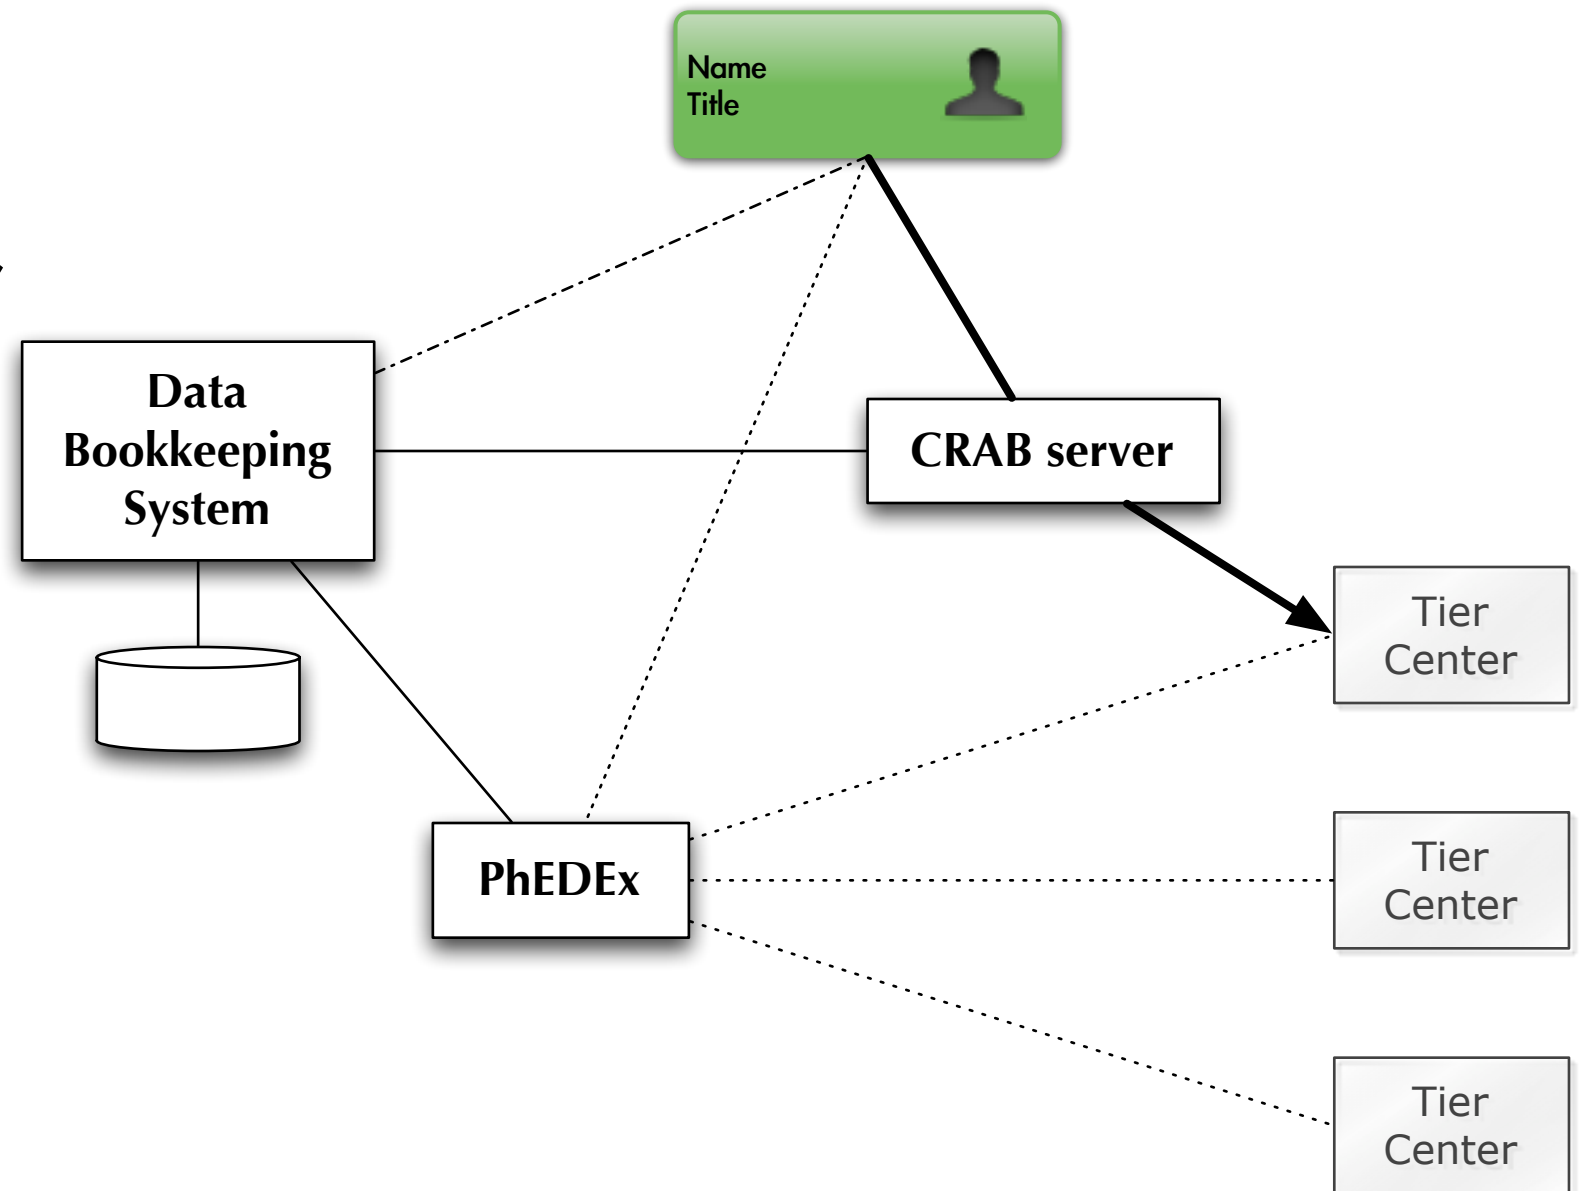 Name
Title
Data
Bookkeeping
System
CRAB server
Tier
Center
PhEDEx
Tier
Center
Tier
Center